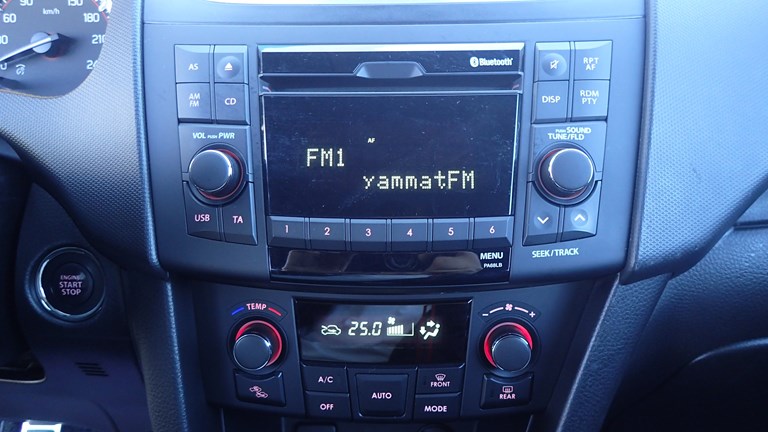 60 90 km/h 150 180
210
AS
AM
FM
CD
VOL PUSH PWR
USB
TA
Bluetooth
AF
FM1
yammatFM
1 2 3 4 5 6
MENU
PA68LB
RPT
AF
DISP
RDM
PTY
PUSH SOUND
TUNE/FLD
SEEK/TRACK
ENGINE
START
STOP
TEMP
25.0
A/C
OFF
AUTO
FRONT
MODE
REAR